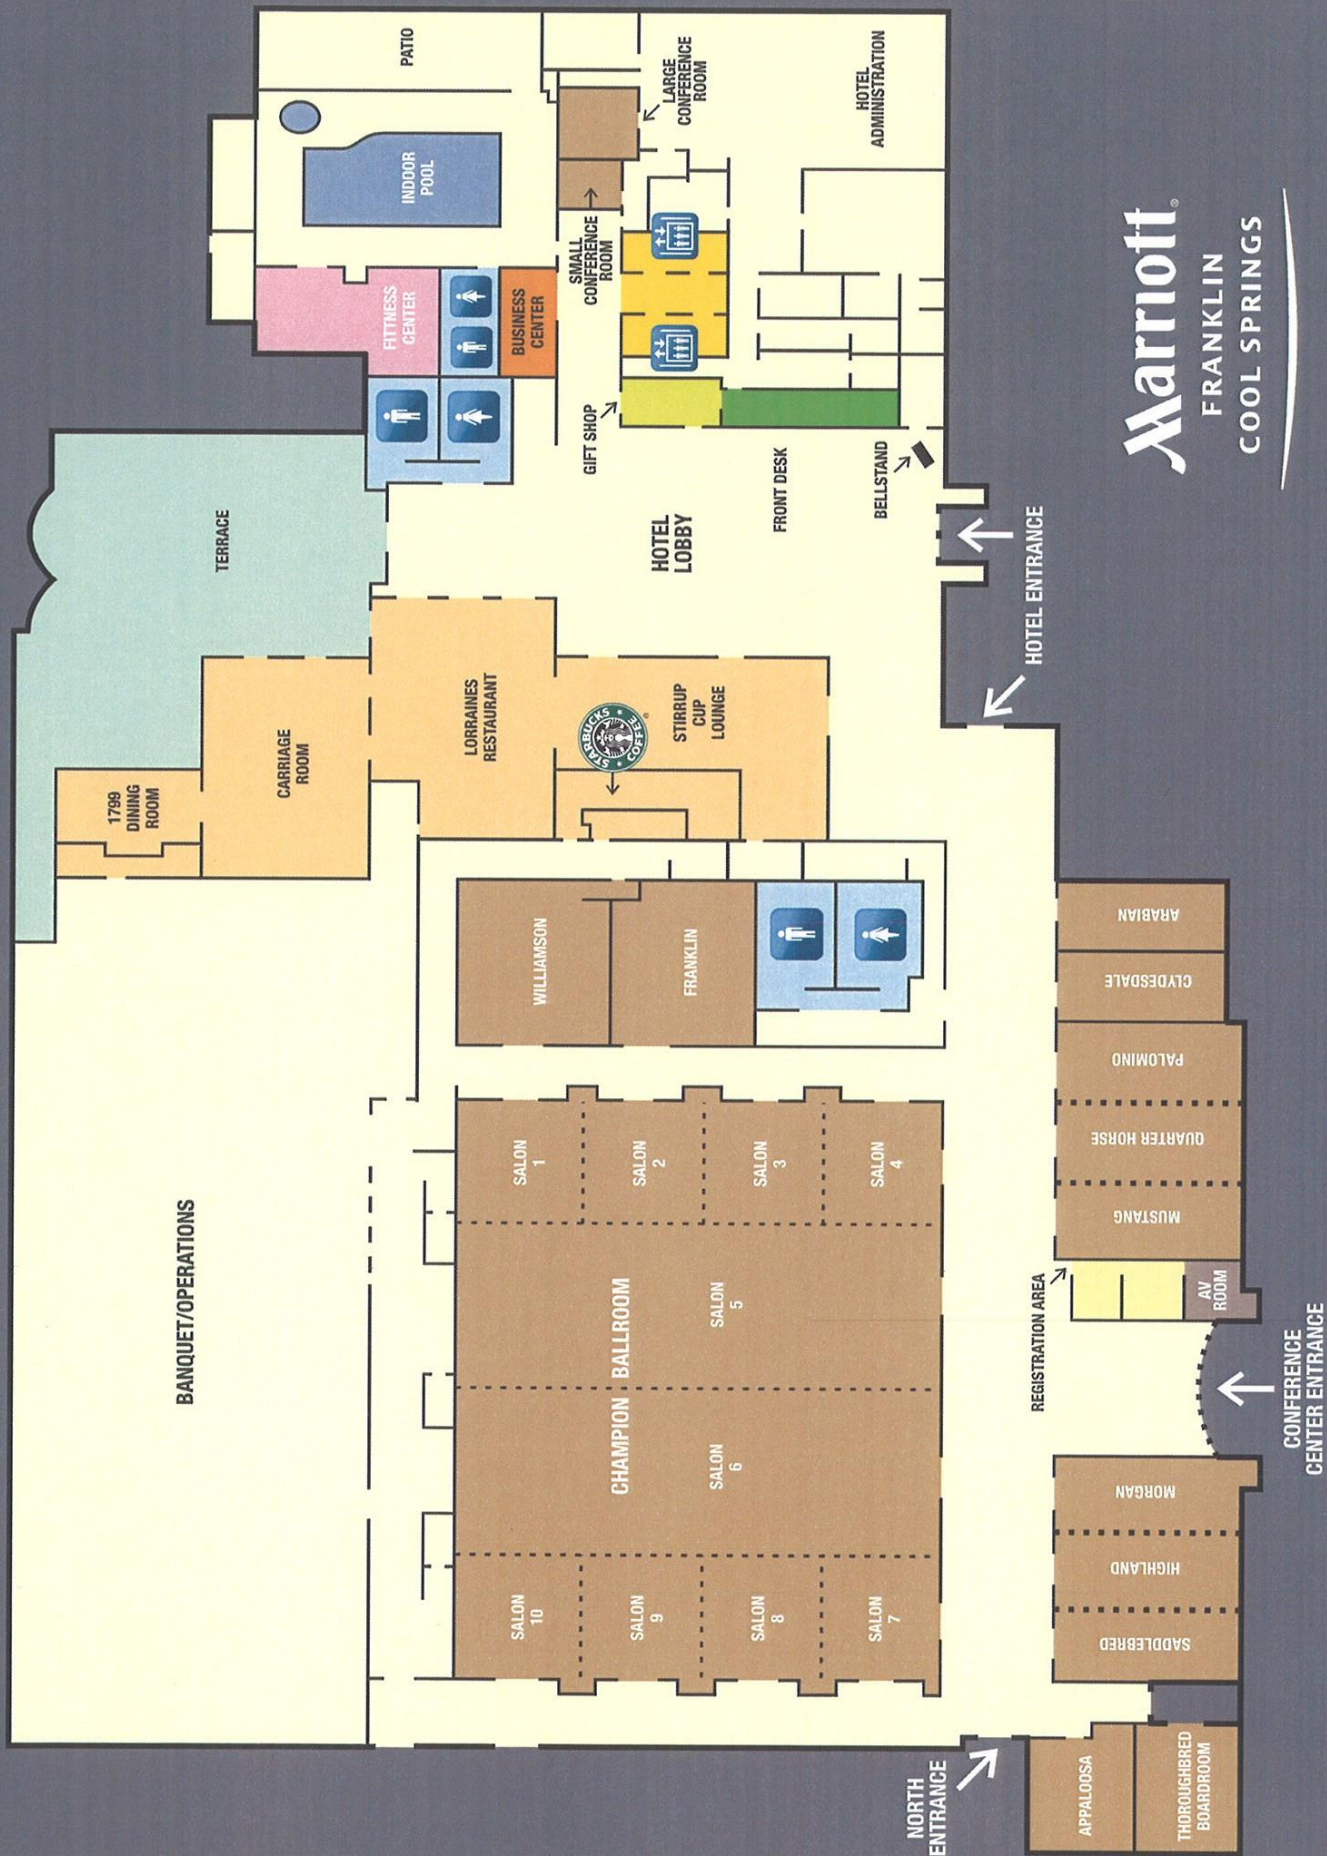 PATIO
INDOOR
POOL
LARGE
CONFERENCE
ROOM
HOTEL
ADMINISTRATION
SMALL
CONFERENCE
ROOM
FITTNESS
CENTER
BUSINESS
CENTER
GIFT SHOP
FRONT DESK
BELLSTAND
HOTEL
LOBBY
TERRACE
HOTEL ENTRANCE
Marriott®
FRANKLIN
COOL SPRINGS
1799
DINING
ROOM
CARRIAGE
ROOM
LORRAINES
RESTAURANT
STARBUCKS
COFFEE
®
STIRRUP
CUP
LOUNGE
WILLIAMSON
FRANKLIN
ARABIAN
CLYDESDALE
PALOMINO
QUARTER HORSE
MUSTANG
BANQUET/OPERATIONS
SALON
1
SALON
2
SALON
3
SALON
4
CHAMPION BALLROOM
SALON
5
SALON
6
SALON
10
SALON
9
SALON
8
SALON
7
REGISTRATION AREA
AV
ROOM
CONFERENCE
CENTER ENTRANCE
MORGAN
HIGHLAND
SADDLEBRED
NORTH
ENTRANCE
APPALOOSA
THOROUGHBRED
BOARDROOM